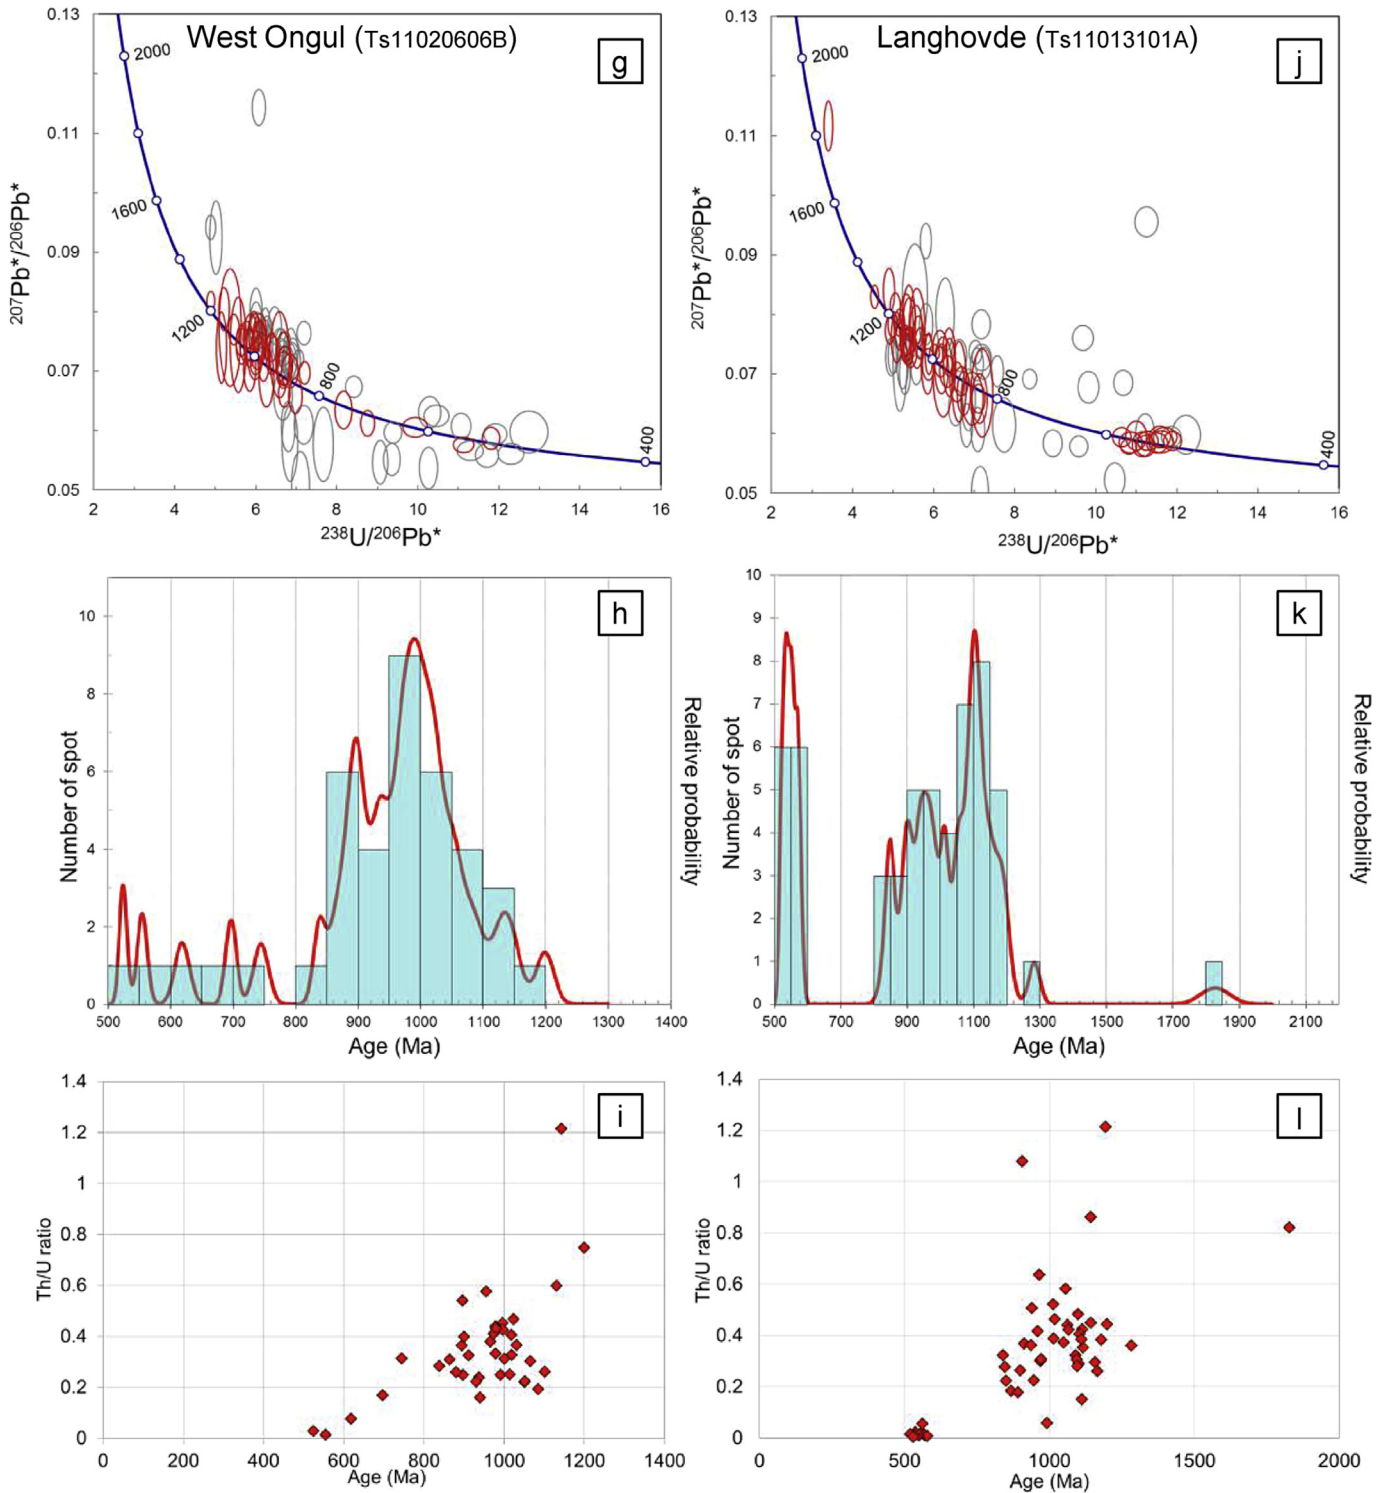 West Ongul (Ts11020606B)
g
0.13
0.11
0.09
0.07
0.05
207Pb*/206Pb*
2000
1600
1200
800
400
2 4 6 8 10 12 14 16
238U/206Pb*
Langhovde (Ts11013101A)
j
0.13
0.11
0.09
0.07
0.05
207Pb*/206Pb*
2000
1600
1200
800
400
2 4 6 8 10 12 14 16
238U/206Pb*
h
10
8
6
4
2
0
Number of spot
Relative probability
500 600 700 800 900 1000 1100 1200 1300 1400
Age (Ma)
k
10
9
8
7
6
5
4
3
2
1
0
Number of spot
Relative probability
500 700 900 1100 1300 1500 1700 1900 2100
Age (Ma)
i
1.4
1.2
1
0.8
0.6
0.4
0.2
0
Th/U ratio
0 200 400 600 800 1000 1200 1400
Age (Ma)
l
1.4
1.2
1
0.8
0.6
0.4
0.2
0
Th/U ratio
0 500 1000 1500 2000
Age (Ma)